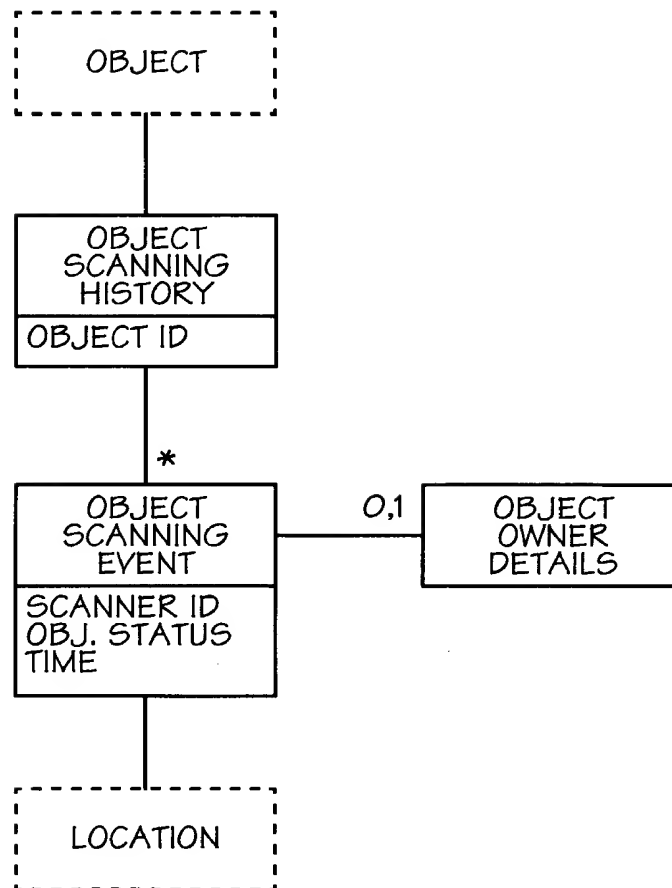 OBJECT
OBJECT
SCANNING
HISTORY
OBJECT ID
*
OBJECT
SCANNING
EVENT
SCANNER ID
OBJ. STATUS
TIME
0,1
OBJECT
OWNER
DETAILS
LOCATION